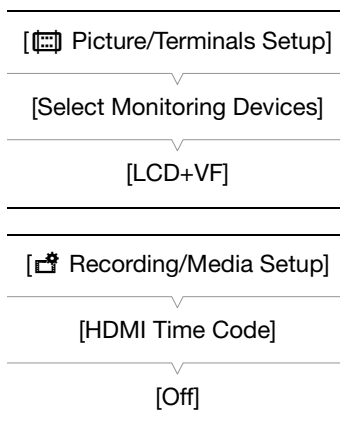 [ Picture/Terminals Setup]
[Select Monitoring Devices]
[LCD+VF]
[ Recording/Media Setup]
[HDMI Time Code]
[Off]